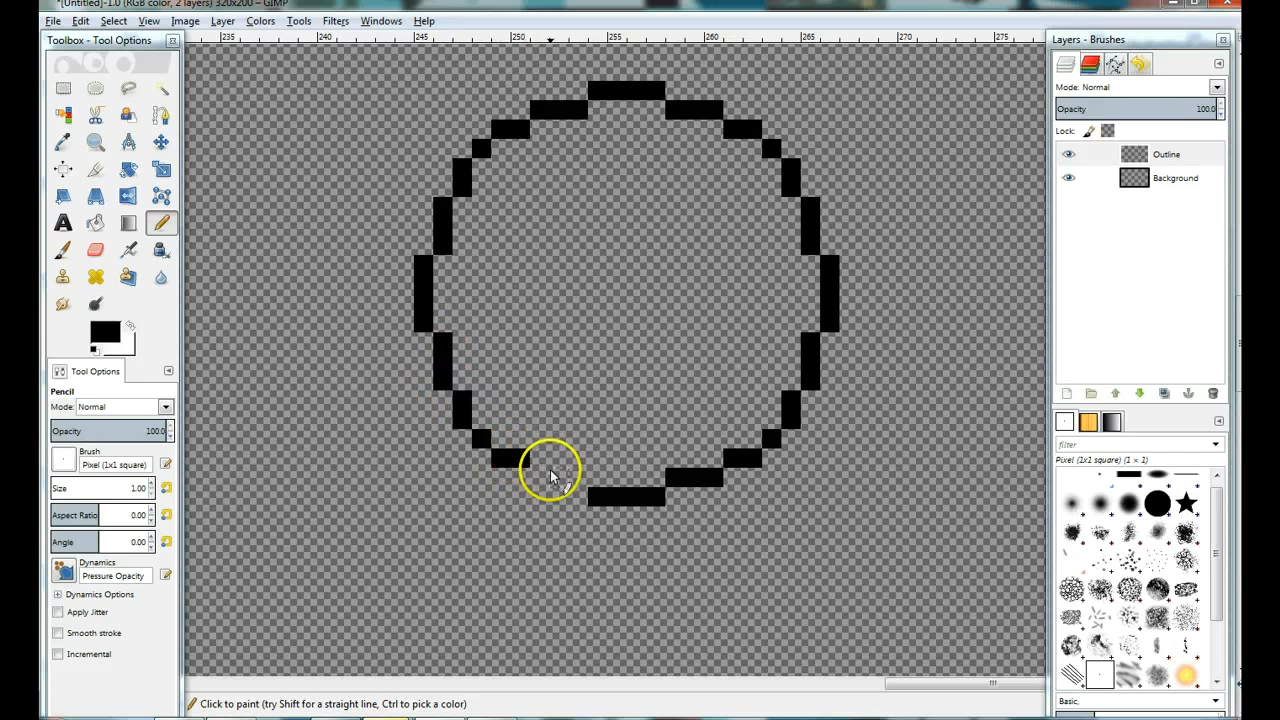 *[Untitled]-1.0 (RGB color, 2 layers) 320x200 – GIMP
File Edit Select View Image Layer Colors Tools Filters Windows Help
Toolbox - Tool Options
235 240 245 250 255 260 265 270 275
Layers - Brushes
Mode: Normal
Opacity 100.0
Lock:
Outline
Background
Tool Options
Pencil
Mode: Normal
Opacity 100.0
Brush
Pixel (1x1 square)
Size 1.00
Aspect Ratio 0.00
Angle 0.00
Dynamics
Pressure Opacity
Dynamics Options
Apply Jitter
Smooth stroke
Incremental
filter
Pixel (1x1 square) (1 × 1)
Basic,
Click to paint (try Shift for a straight line, Ctrl to pick a color)